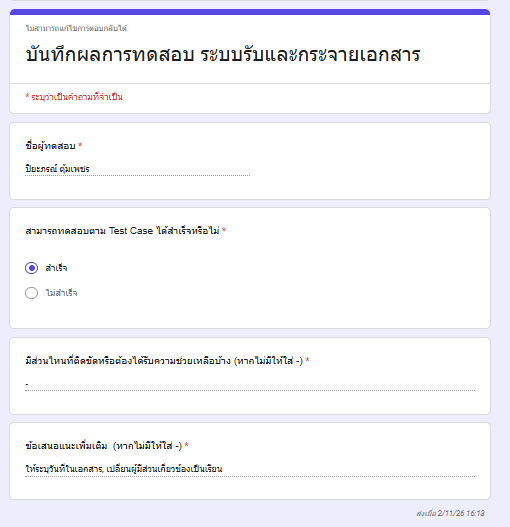 ไม่สามารถแก้ไขการตอบกลับได้
บันทึกผลการทดสอบ ระบบรับและกระจายเอกสาร
* ระบุว่าเป็นคำถามที่จำเป็น
ชื่อผู้ทดสอบ *
ปิยะภรณ์ ตุ้มเพชร
สามารถทดสอบตาม Test Case ได้สำเร็จหรือไม่ *
สำเร็จ
ไม่สำเร็จ
มีส่วนไหนที่ติดขัดหรือต้องได้รับความช่วยเหลือบ้าง (หากไม่มีให้ใส่ -) *
-
ข้อเสนอแนะเพิ่มเติม (หากไม่มีให้ใส่ -) *
ให้ระบุวันที่ในเอกสาร, เปลี่ยนผู้มีส่วนเกี่ยวข้องเป็นเรียน
ส่งเมื่อ 2/11/26 16:13